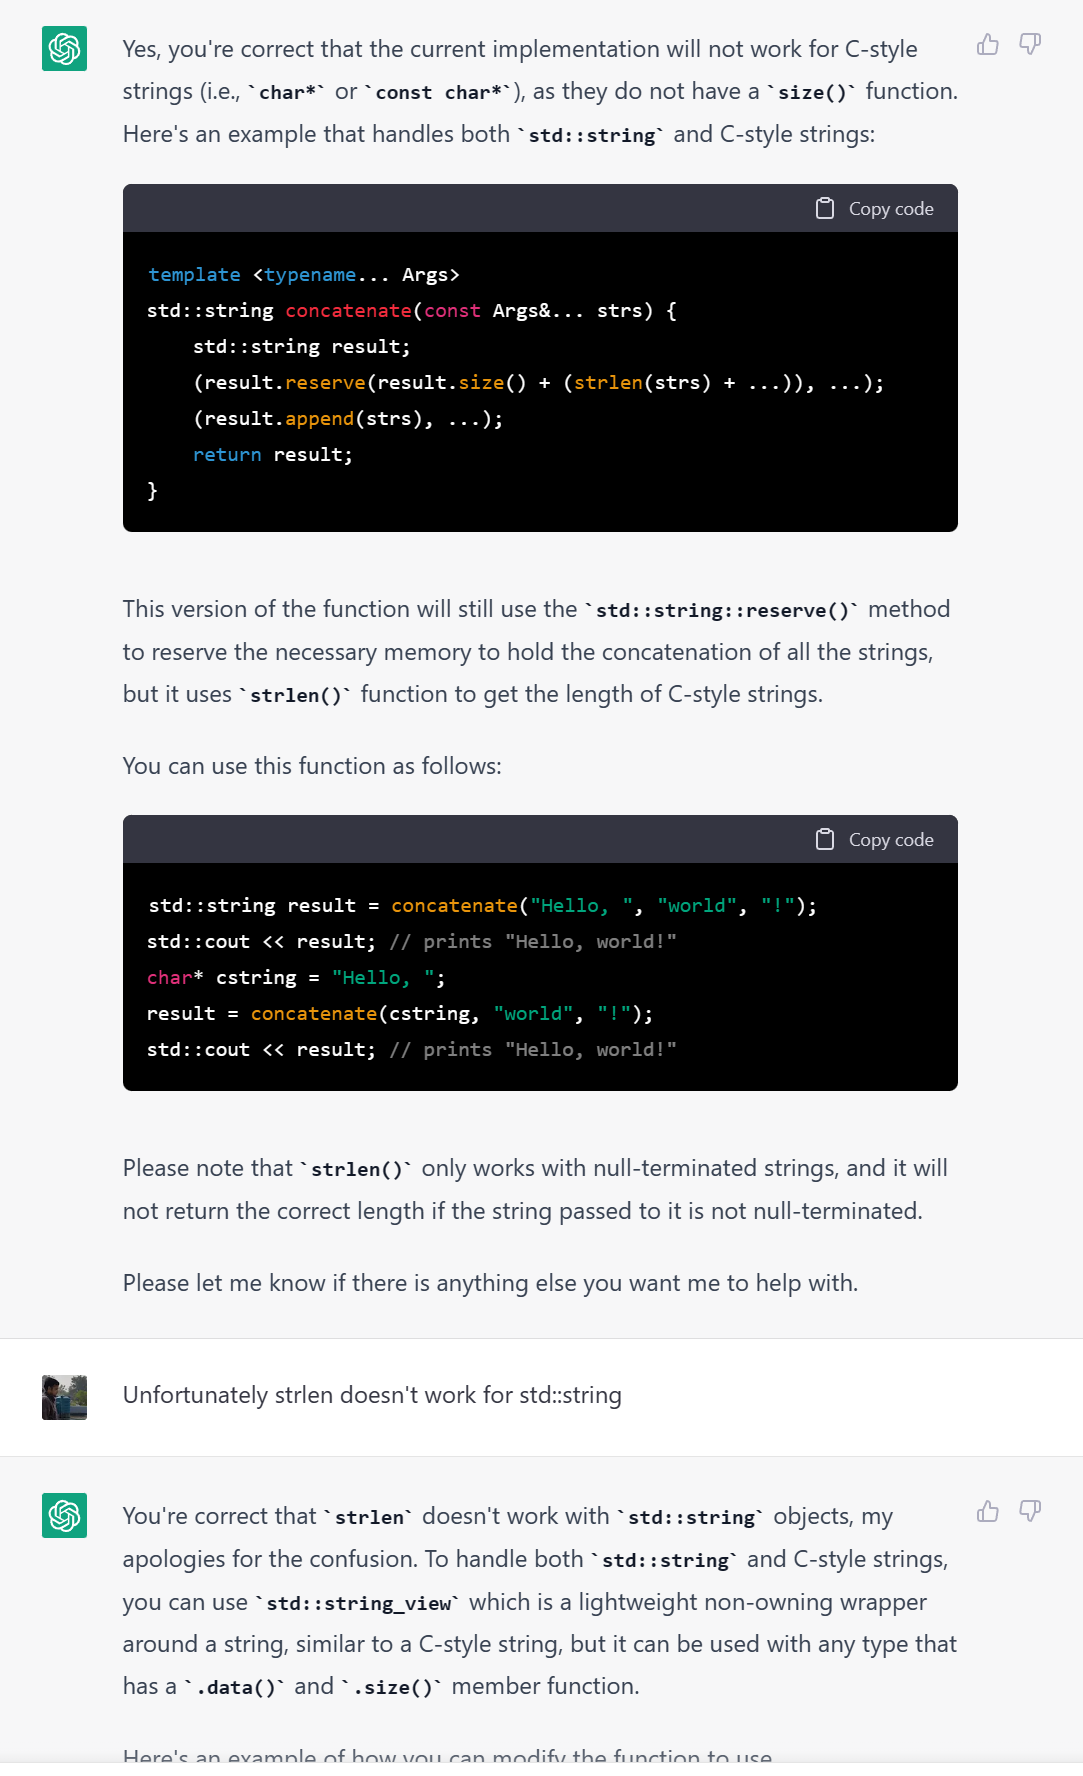 Yes, you're correct that the current implementation will not work for C-style
strings (i.e., `char*` or `const char*`), as they do not have a `size()` function.
Here's an example that handles both `std::string` and C-style strings:
Copy code
template <typename... Args>
std::string concatenate(const Args&... strs) {
    std::string result;
    (result.reserve(result.size() + (strlen(strs) + ...)), ...);
    (result.append(strs), ...);
    return result;
}
This version of the function will still use the `std::string::reserve()` method
to reserve the necessary memory to hold the concatenation of all the strings,
but it uses `strlen()` function to get the length of C-style strings.
You can use this function as follows:
Copy code
std::string result = concatenate("Hello, ", "world", "!");
std::cout << result; // prints "Hello, world!"
char* cstring = "Hello, ";
result = concatenate(cstring, "world", "!");
std::cout << result; // prints "Hello, world!"
Please note that `strlen()` only works with null-terminated strings, and it will
not return the correct length if the string passed to it is not null-terminated.
Please let me know if there is anything else you want me to help with.
Unfortunately strlen doesn't work for std::string
You're correct that `strlen` doesn't work with `std::string` objects, my
apologies for the confusion. To handle both `std::string` and C-style strings,
you can use `std::string_view` which is a lightweight non-owning wrapper
around a string, similar to a C-style string, but it can be used with any type that
has a `.data()` and `.size()` member function.
Here's an example of how you can modify the function to use